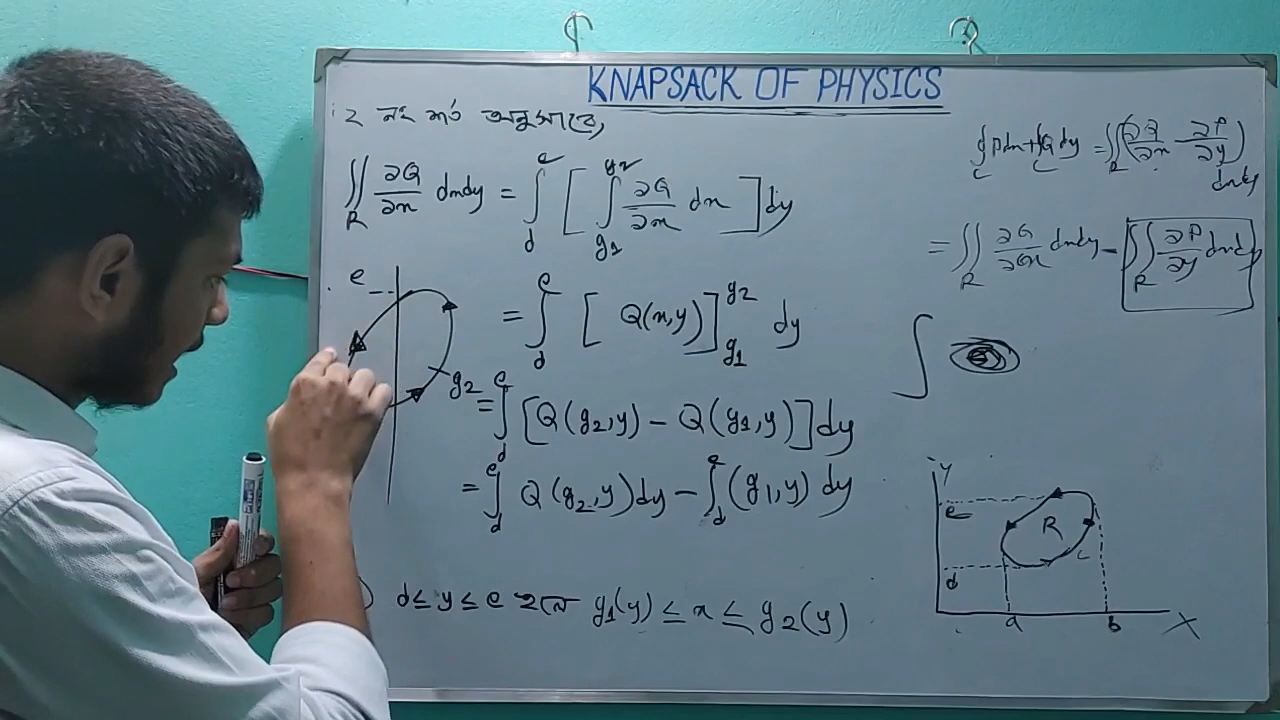 KNAPSACK OF PHYSICS
২ নং শর্ত অনুসারে,
∬_R ∂Q/∂x dxdy = ∫_d^e [ ∫_{g1}^{g2} ∂Q/∂x dx ] dy
= ∫_d^e [ Q(x,y) ]_{g1}^{g2} dy
= ∫_d^e [Q(g2,y) - Q(g1,y)] dy
= ∫_d^e Q(g2,y) dy - ∫_d^e (g1,y) dy
d ≤ y ≤ e হলে g1(y) ≤ x ≤ g2(y)
e
g2
∮_C Pdx + ∮_C Qdy = ∬_R (∂Q/∂x - ∂P/∂y)
dxdy
= ∬_R ∂Q/∂x dxdy - ∬_R ∂P/∂y dxdy
∫
Y
e
R
c
d
a b X